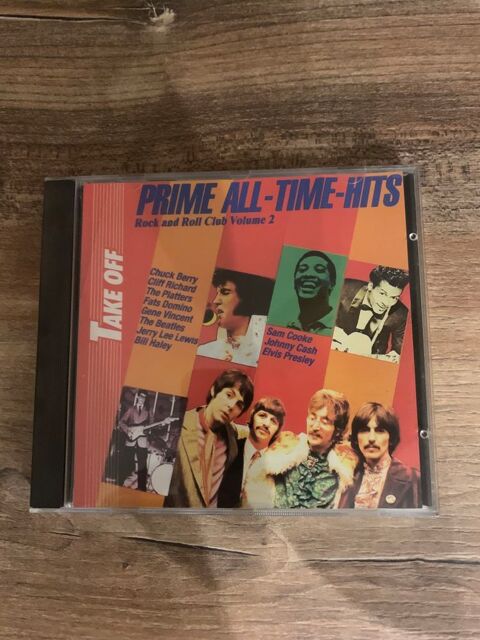 PRIME ALL-TIME-HITS
Rock and Roll Club Volume 2
TAKE OFF
Chuck Berry
Cliff Richard
The Platters
Fats Domino
Gene Vincent
The Beatles
Jerry Lee Lewis
Bill Haley
Sam Cooke
Johnny Cash
Elvis Presley